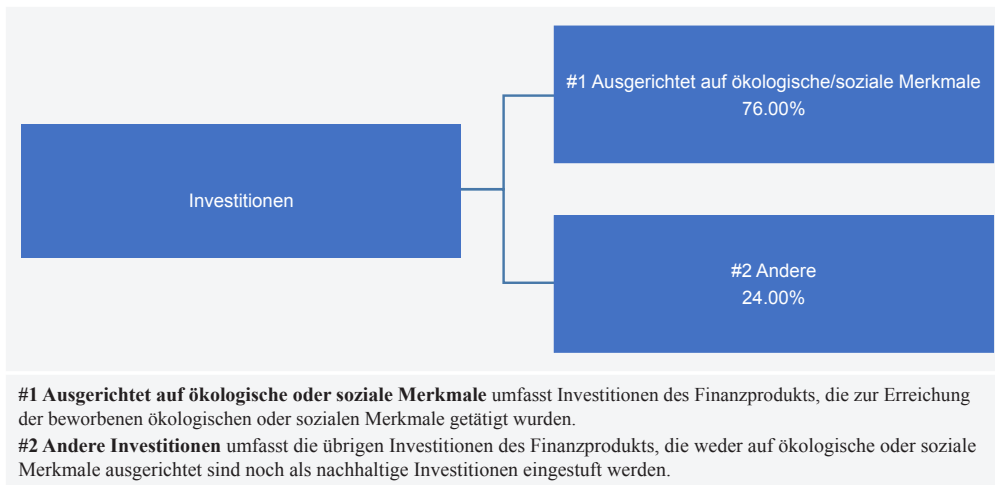 #1 Ausgerichtet auf ökologische/soziale Merkmale
76.00%
Investitionen
#2 Andere
24.00%
#1 Ausgerichtet auf ökologische oder soziale Merkmale umfasst Investitionen des Finanzprodukts, die zur Erreichung
der beworbenen ökologischen oder sozialen Merkmale getätigt wurden.
#2 Andere Investitionen umfasst die übrigen Investitionen des Finanzprodukts, die weder auf ökologische oder soziale
Merkmale ausgerichtet sind noch als nachhaltige Investitionen eingestuft werden.